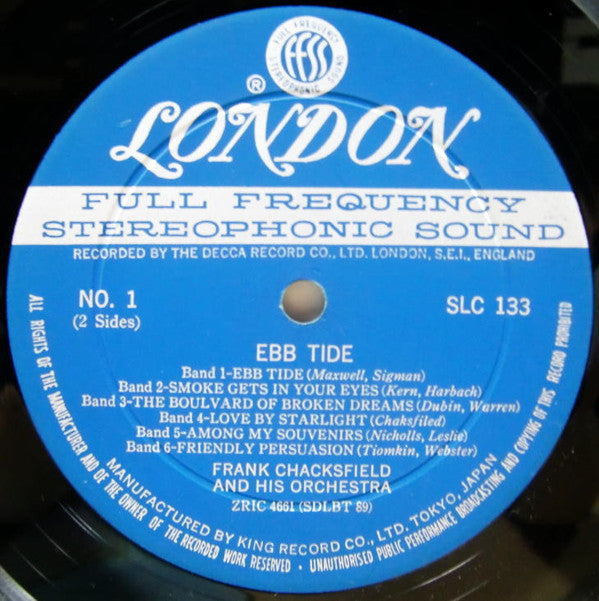 FULL FREQUENCY
ffss
STEREOPHONIC SOUND
®
LONDON
FULL FREQUENCY
STEREOPHONIC SOUND
RECORDED BY THE DECCA RECORD CO., LTD. LONDON, S.E.I., ENGLAND
NO. 1
(2 Sides)
SLC 133
EBB TIDE
Band 1-EBB TIDE (Maxwell, Sigman)
Band 2-SMOKE GETS IN YOUR EYES (Kern, Harbach)
Band 3-THE BOULVARD OF BROKEN DREAMS (Dubin, Warren)
Band 4-LOVE BY STARLIGHT (Chaksfiled)
Band 5-AMONG MY SOUVENIRS (Nicholls, Leslie)
Band 6-FRIENDLY PERSUASION (Tiomkin, Webster)
FRANK CHACKSFIELD
AND HIS ORCHESTRA
ZRIC 4661 (SDLBT 89)
MANUFACTURED BY KING RECORD CO., LTD. TOKYO, JAPAN
ALL RIGHTS OF THE MANUFACTURER AND OF THE OWNER OF THE RECORDED WORK RESERVED · UNAUTHORISED PUBLIC PERFORMANCE BROADCASTING AND COPYING OF THIS RECORD PROHIBITED